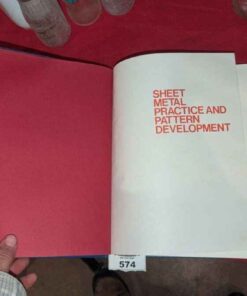 SHEET
METAL
PRACTICE AND
PATTERN
DEVELOPMENT
574